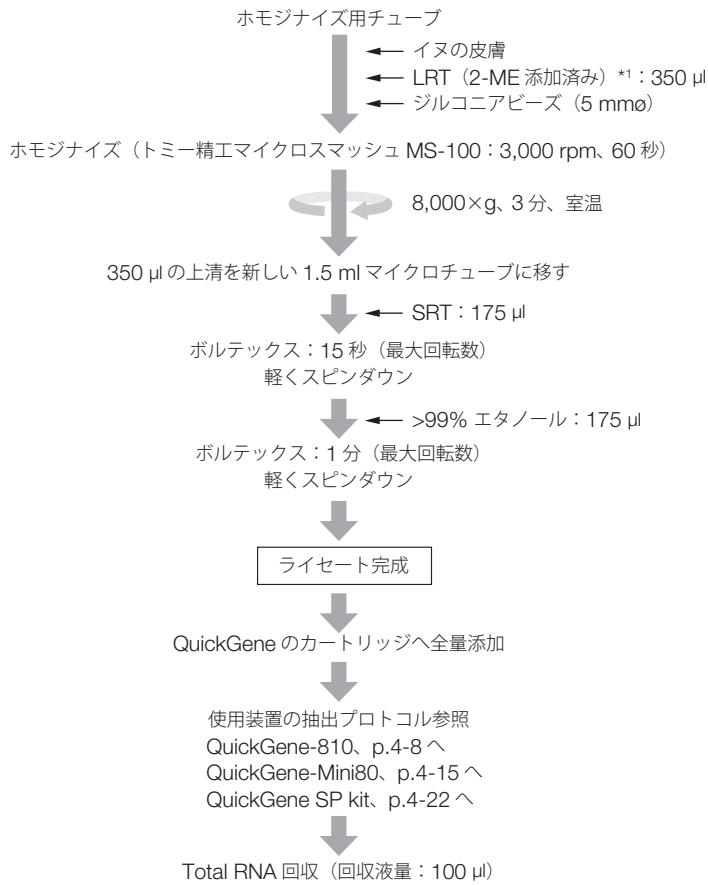 ホモジナイズ用チューブ
イヌの皮膚
LRT（2-ME 添加済み）*1：350 µl
ジルコニアビーズ（5 mmø）
ホモジナイズ（トミー精工マイクロスマッシュ MS-100：3,000 rpm、60 秒）
8,000×g、3 分、室温
350 µl の上清を新しい 1.5 ml マイクロチューブに移す
SRT：175 µl
ボルテックス：15 秒（最大回転数）
軽くスピンダウン
>99% エタノール：175 µl
ボルテックス：1 分（最大回転数）
軽くスピンダウン
ライセート完成
QuickGene のカートリッジへ全量添加
使用装置の抽出プロトコル参照
QuickGene-810、p.4-8 へ
QuickGene-Mini80、p.4-15 へ
QuickGene SP kit、p.4-22 へ
Total RNA 回収（回収液量：100 µl）